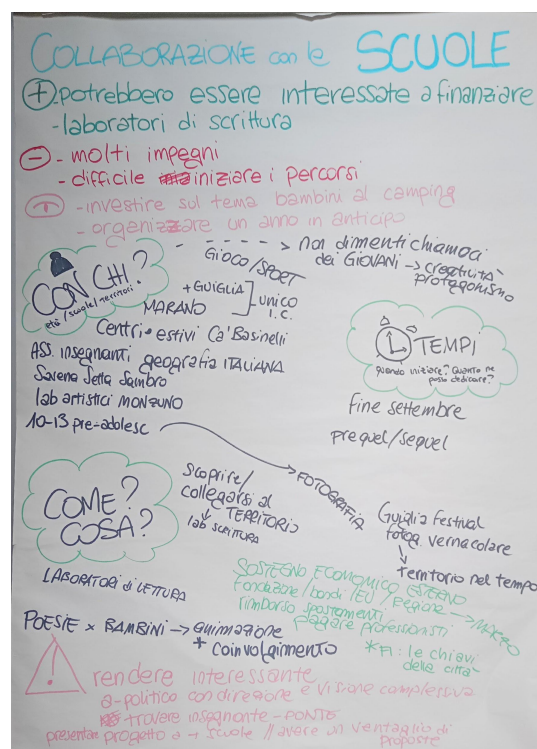 COLLABORAZIONE con le SCUOLE
+ potrebbero essere interessate a finanziare
- laboratori di scrittura
- - molti impegni
- difficile iniziare i percorsi
- investire sul tema bambini al camping
- organizzare un anno in anticipo
CON CHI?
età/scuole/territori
non dimentichiamoci
dei GIOVANI → creatività
protagonismo
GIOCO/SPORT
+ GUIGLIA
MARANO
UNICO
I.C.
Centri estivi Ca' Basinelli
ASS. insegnanti geografia ITALIANA
Savena Setta Sambro
lab artistici MONZUNO
10-13 pre-adolesc
TEMPI
quando iniziare? Quanto ne
posso dedicare?
fine settembre
prequel/sequel
COME?
COSA?
Scoprire/
collegarsi al
TERRITORIO
lab SCRITTURA
FOTOGRAFIA
Guiglia Festival
fotogr. vernacolare
territorio nel tempo
LABORATORI di LETTURA
SOSTEGNO ECONOMICO ESTERNO
Fondazione/bandi/EU/Regione → MACRO
rimborso spostamenti
pagare professionisti
*FI: le chiavi
della città
POESIE x BAMBINI → animazione
+ coinvolgimento
rendere interessante
a-politico con direzione e visione complessiva
trovare insegnante-PONTE
presentare progetto a → scuole // avere un ventaglio di
proposte